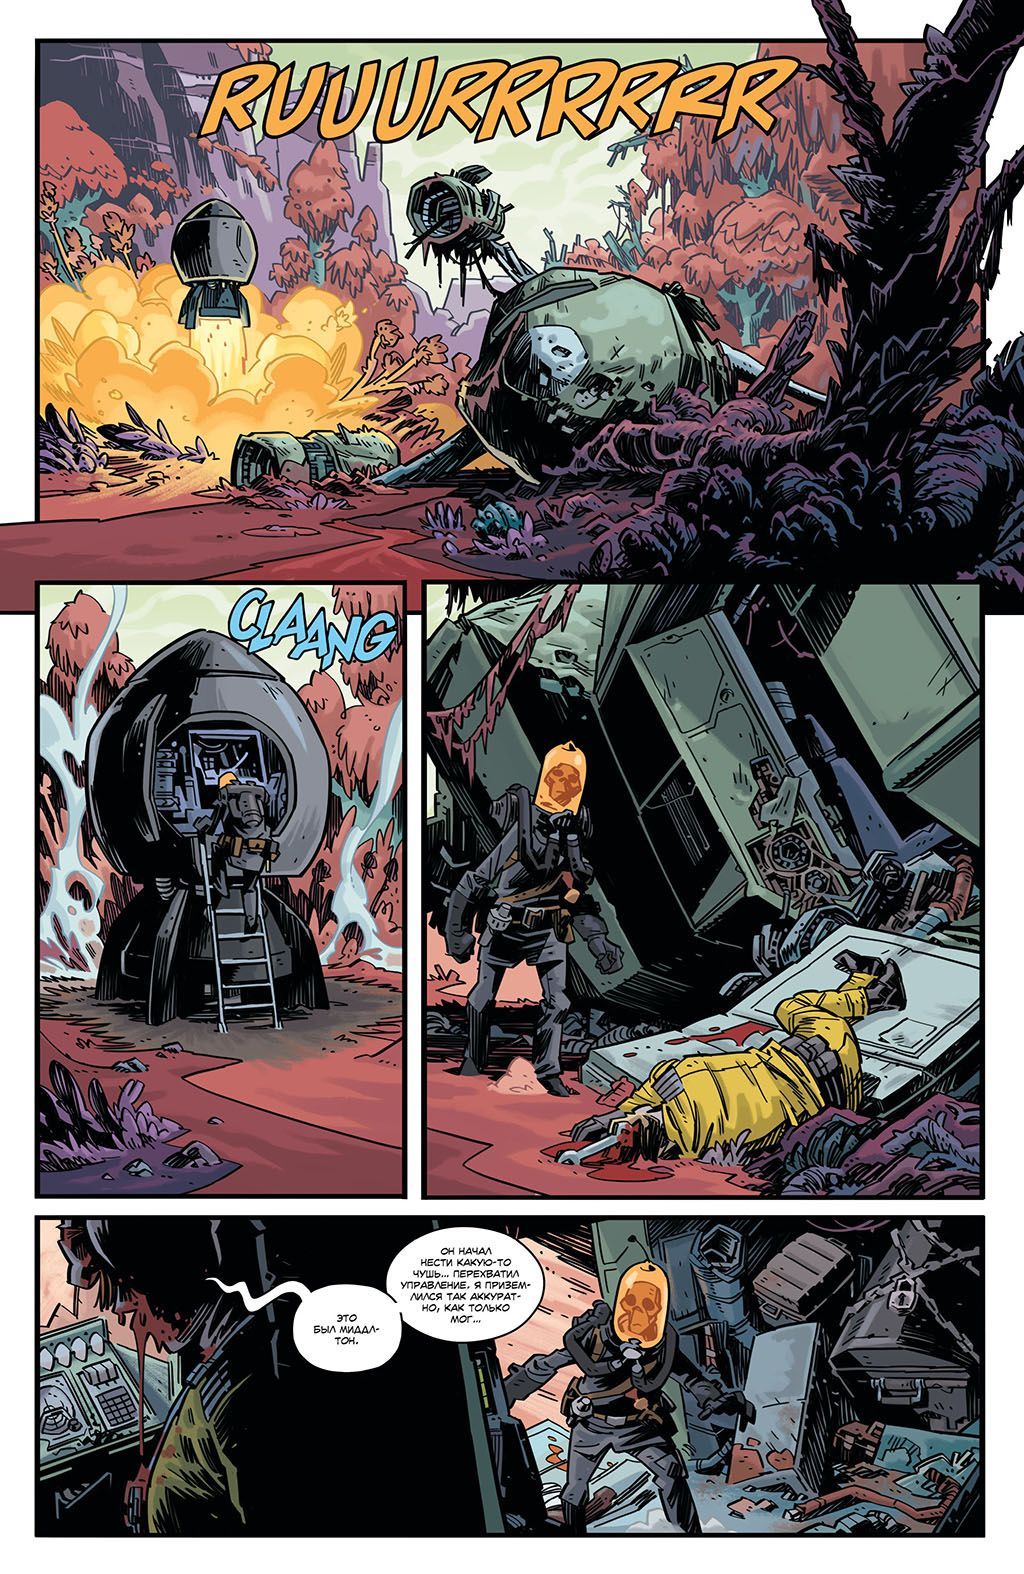 RUUURRRRRR
CLAANG
ЭТО
БЫЛ МИДДЛ-
ТОН.
ОН НАЧАЛ
НЕСТИ КАКУЮ-ТО
ЧУШЬ... ПЕРЕХВАТИЛ
УПРАВЛЕНИЕ. Я ПРИЗЕМ-
ЛИЛСЯ ТАК АККУРАТ-
НО, КАК ТОЛЬКО
МОГ...